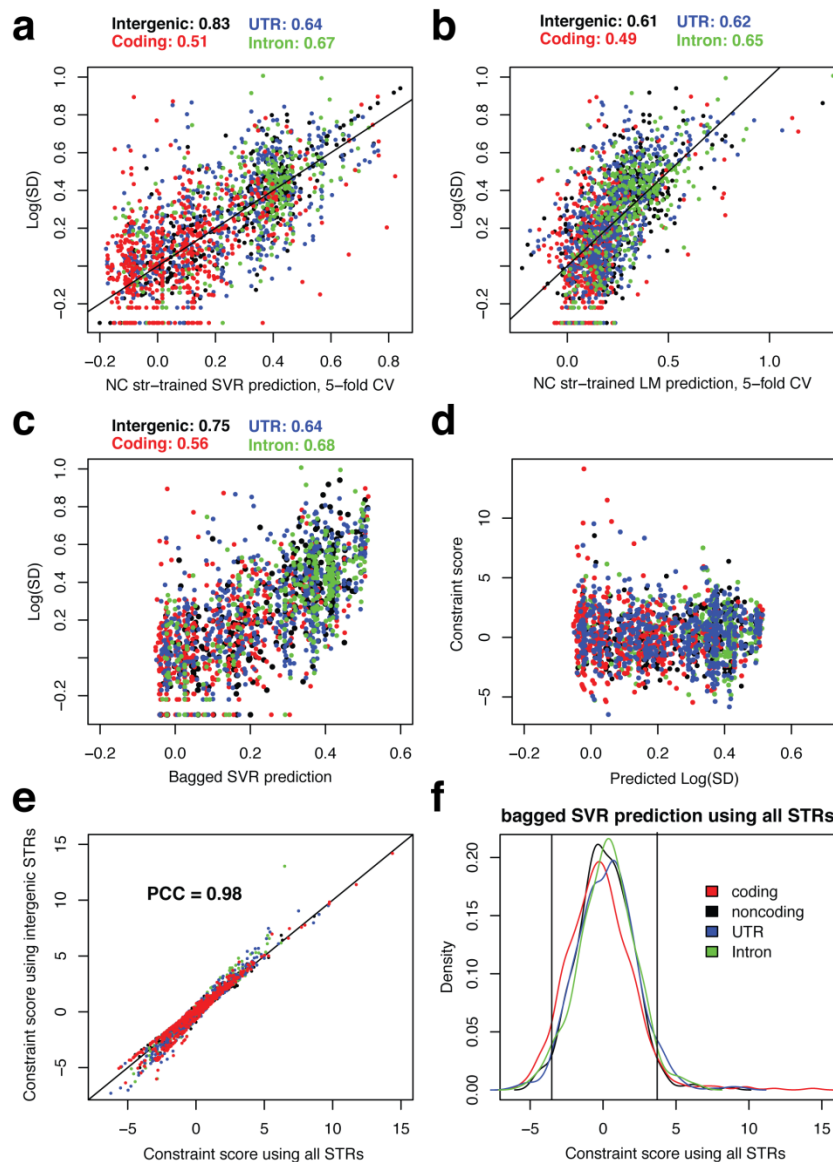 a
Intergenic: 0.83 UTR: 0.64
Coding: 0.51 Intron: 0.67
1.0
0.8
0.6
0.4
0.2
0.0
−0.2
Log(SD)
−0.2 0.0 0.2 0.4 0.6 0.8
NC str−trained SVR prediction, 5−fold CV
b
Intergenic: 0.61 UTR: 0.62
Coding: 0.49 Intron: 0.65
1.0
0.8
0.6
0.4
0.2
−0.2
Log(SD)
0.0 0.5 1.0
NC str−trained LM prediction, 5−fold CV
c
Intergenic: 0.75 UTR: 0.64
Coding: 0.56 Intron: 0.68
1.0
0.8
0.6
0.4
0.2
0.0
−0.2
Log(SD)
−0.2 0.0 0.2 0.4 0.6
Bagged SVR prediction
d
10
5
0
−5
Constraint score
−0.2 0.0 0.2 0.4 0.6
Predicted Log(SD)
e
PCC = 0.98
15
10
5
0
−5
Constraint score using intergenic STRs
−5 0 5 10 15
Constraint score using all STRs
f
bagged SVR prediction using all STRs
coding
noncoding
UTR
Intron
0.20
0.15
0.10
0.05
0.00
Density
−5 0 5 10 15
Constraint score using all STRs